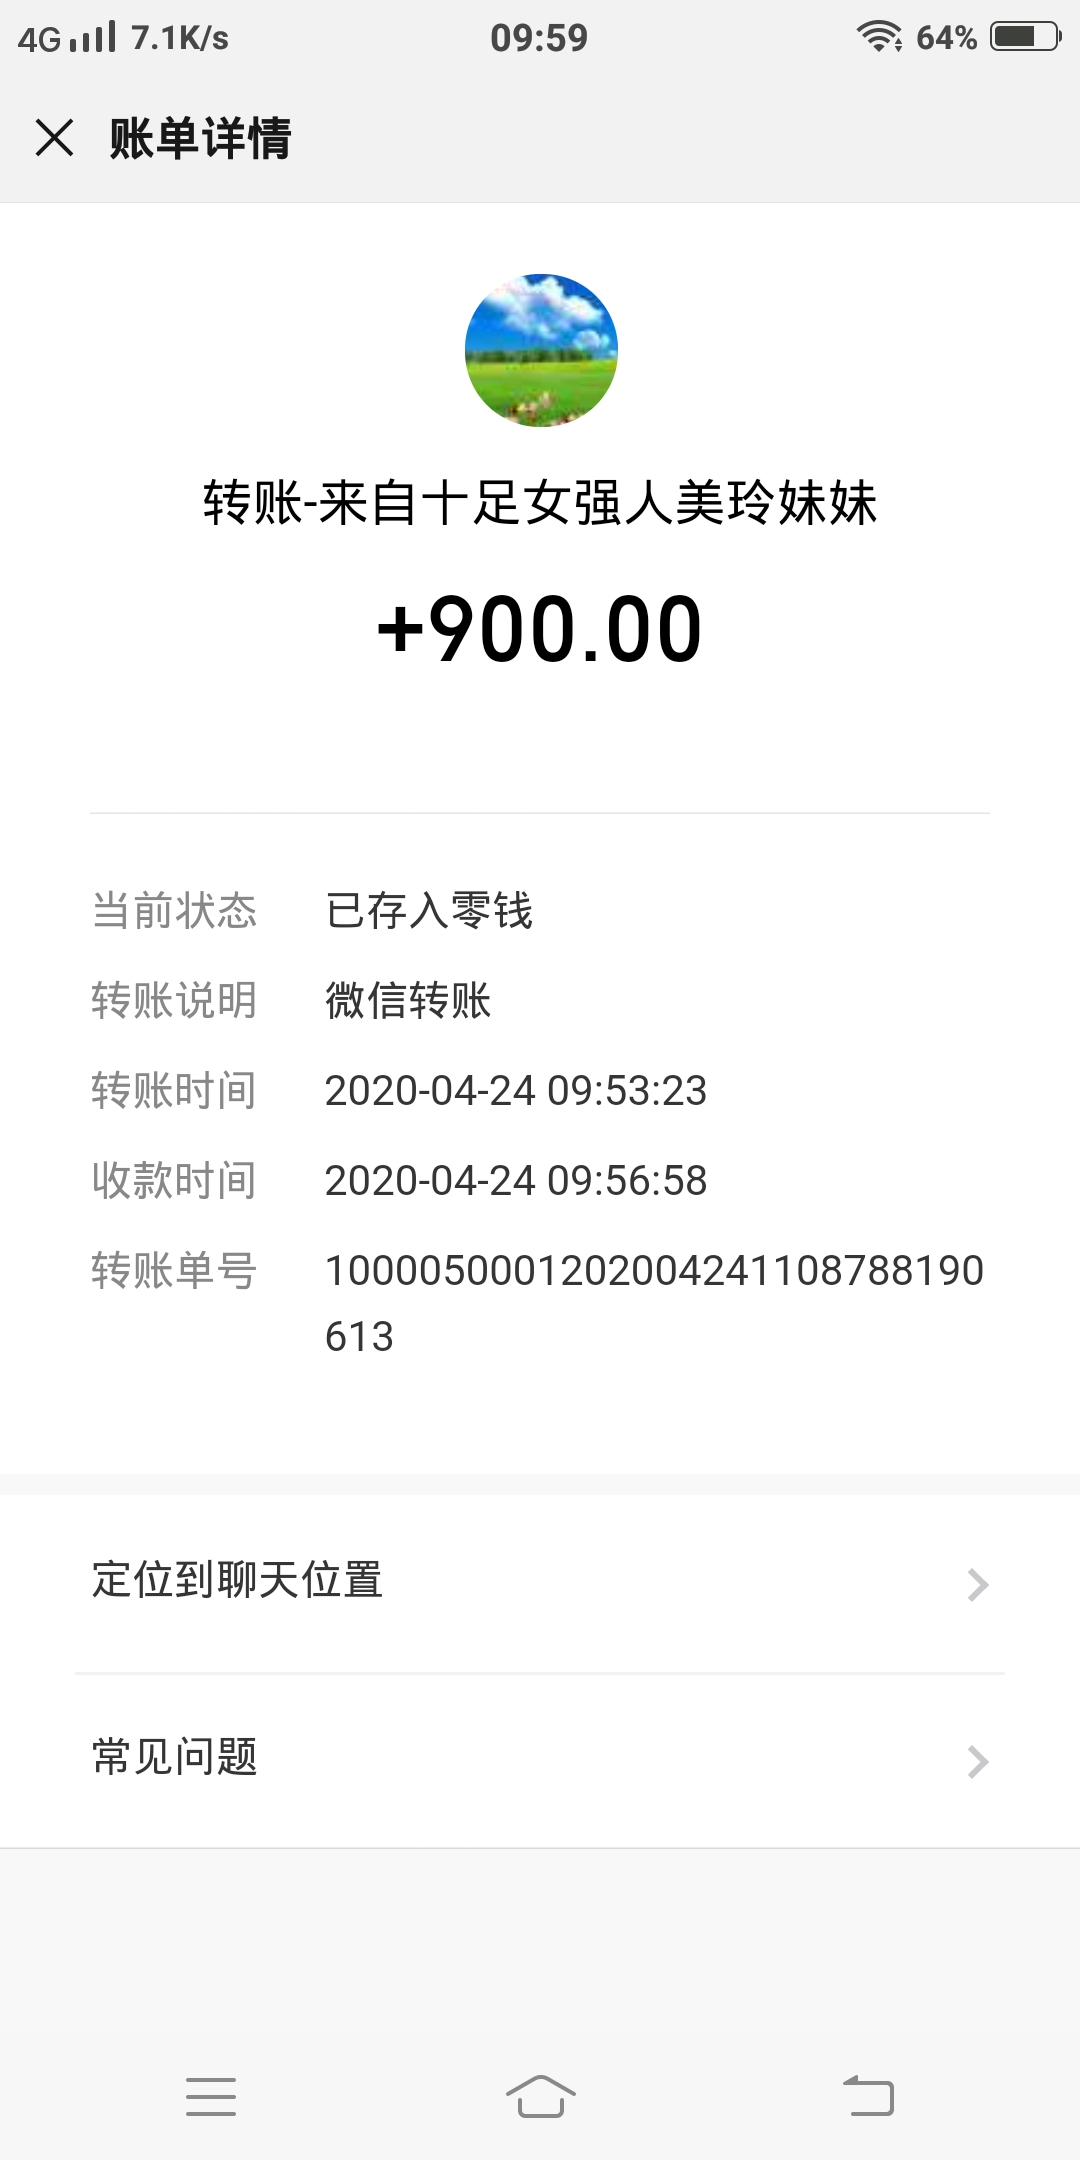 4G 7.1K/s 09:59 64%
账单详情
转账-来自十足女强人美玲妹妹
+900.00
当前状态 已存入零钱
转账说明 微信转账
转账时间 2020-04-24 09:53:23
收款时间 2020-04-24 09:56:58
转账单号 1000050001202004241108788190
613
定位到聊天位置
常见问题